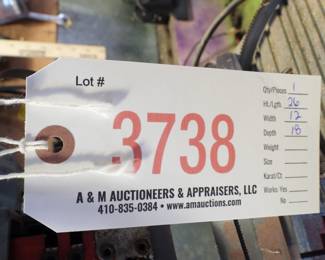 Lot #
3738
A & M AUCTIONEERS & APPRAISERS, LLC
410-835-0384 • www.amauctions.com
Qty/Pieces 1
Ht./Lgth 26
Width 12
Depth 18
Weight
Size
Karat/Ct.
Works Yes
No